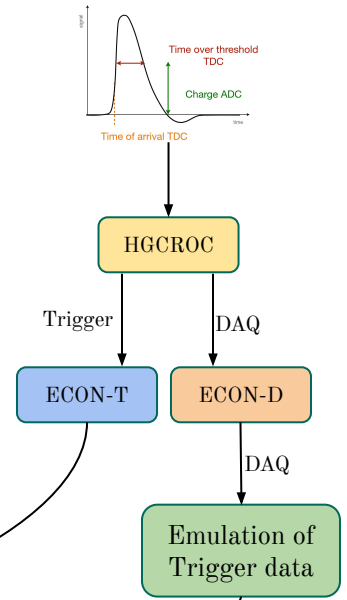 signal
Time over threshold
TDC
Charge ADC
time
Time of arrival TDC
HGCROC
Trigger
DAQ
ECON-T
ECON-D
DAQ
Emulation of
Trigger data